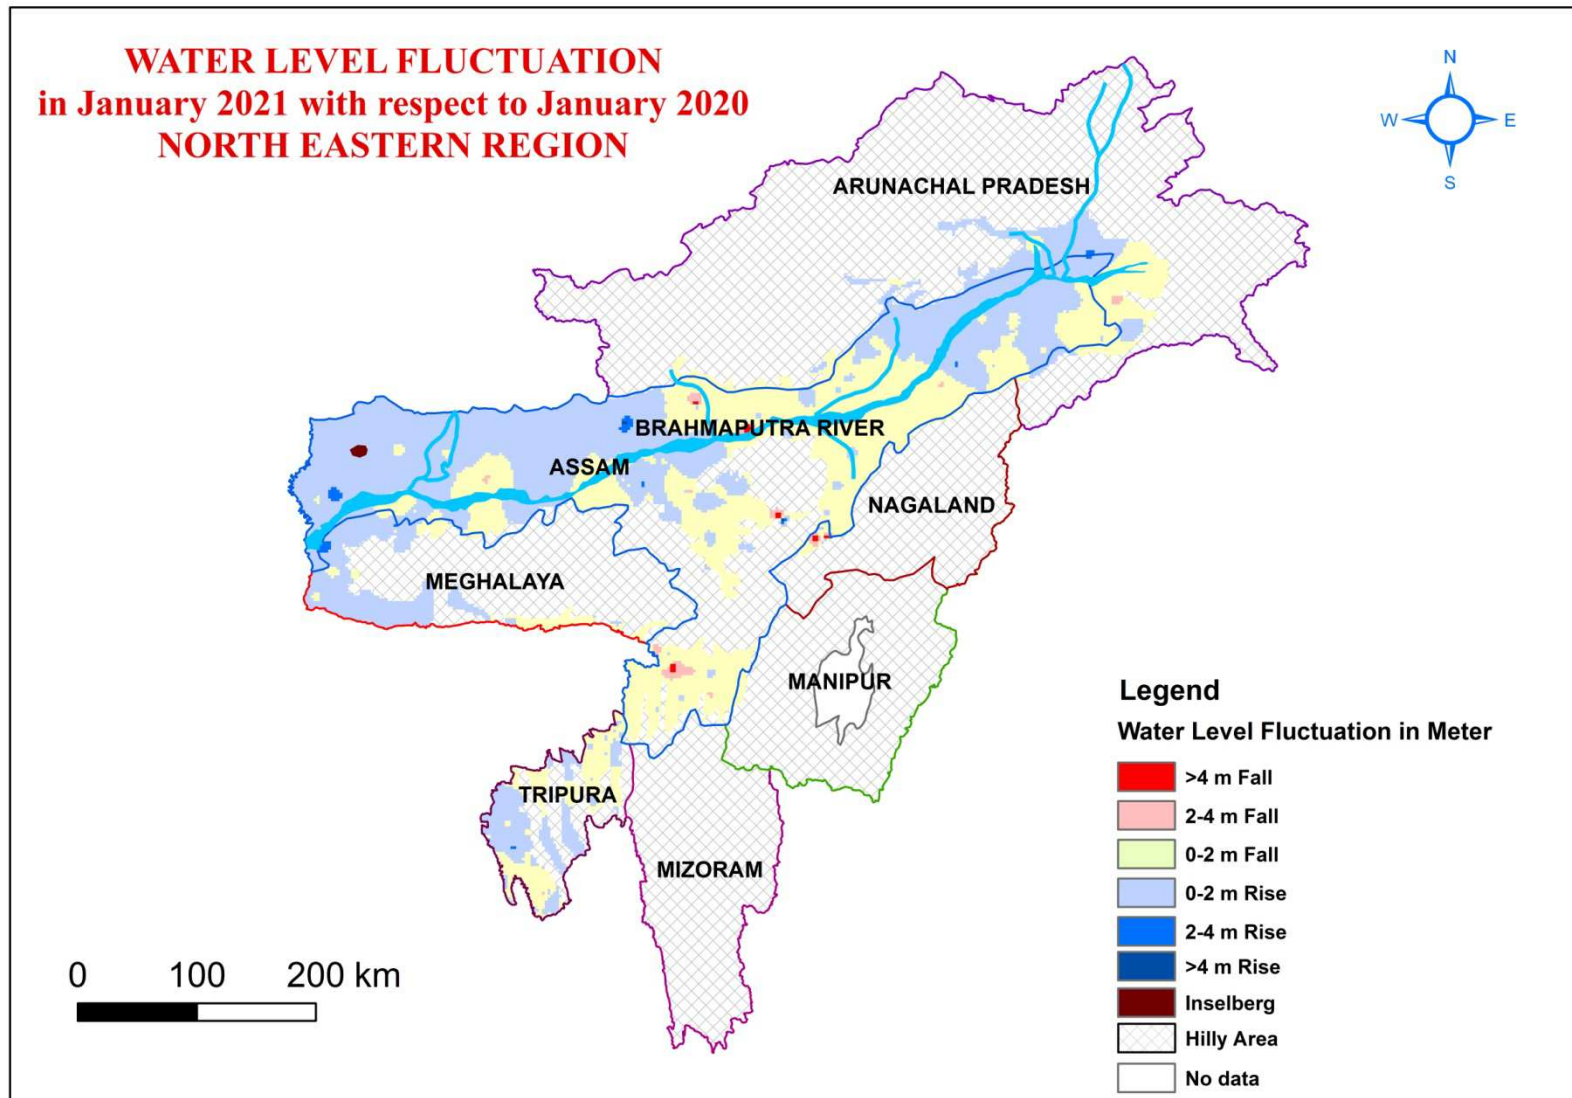 WATER LEVEL FLUCTUATION
in January 2021 with respect to January 2020
NORTH EASTERN REGION
N
W E
S
ARUNACHAL PRADESH
BRAHMAPUTRA RIVER
ASSAM
NAGALAND
MEGHALAYA
MANIPUR
TRIPURA
MIZORAM
Legend
Water Level Fluctuation in Meter
>4 m Fall
2-4 m Fall
0-2 m Fall
0-2 m Rise
2-4 m Rise
>4 m Rise
Inselberg
Hilly Area
No data
0 100 200 km